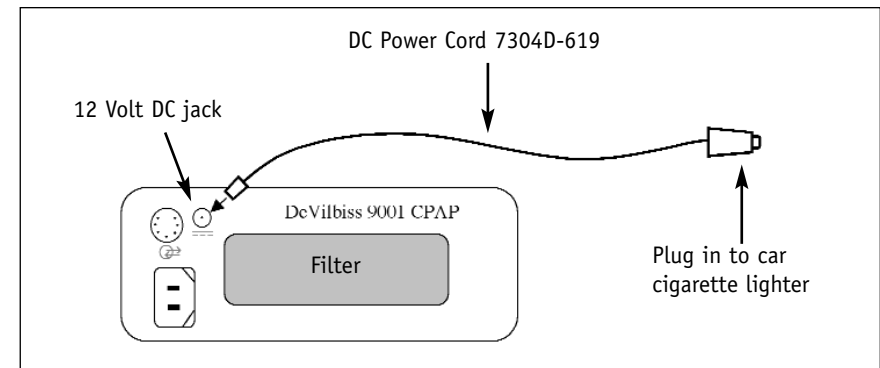 DC Power Cord 7304D-619
12 Volt DC jack
DeVilbiss 9001 CPAP
Filter
Plug in to car
cigarette lighter